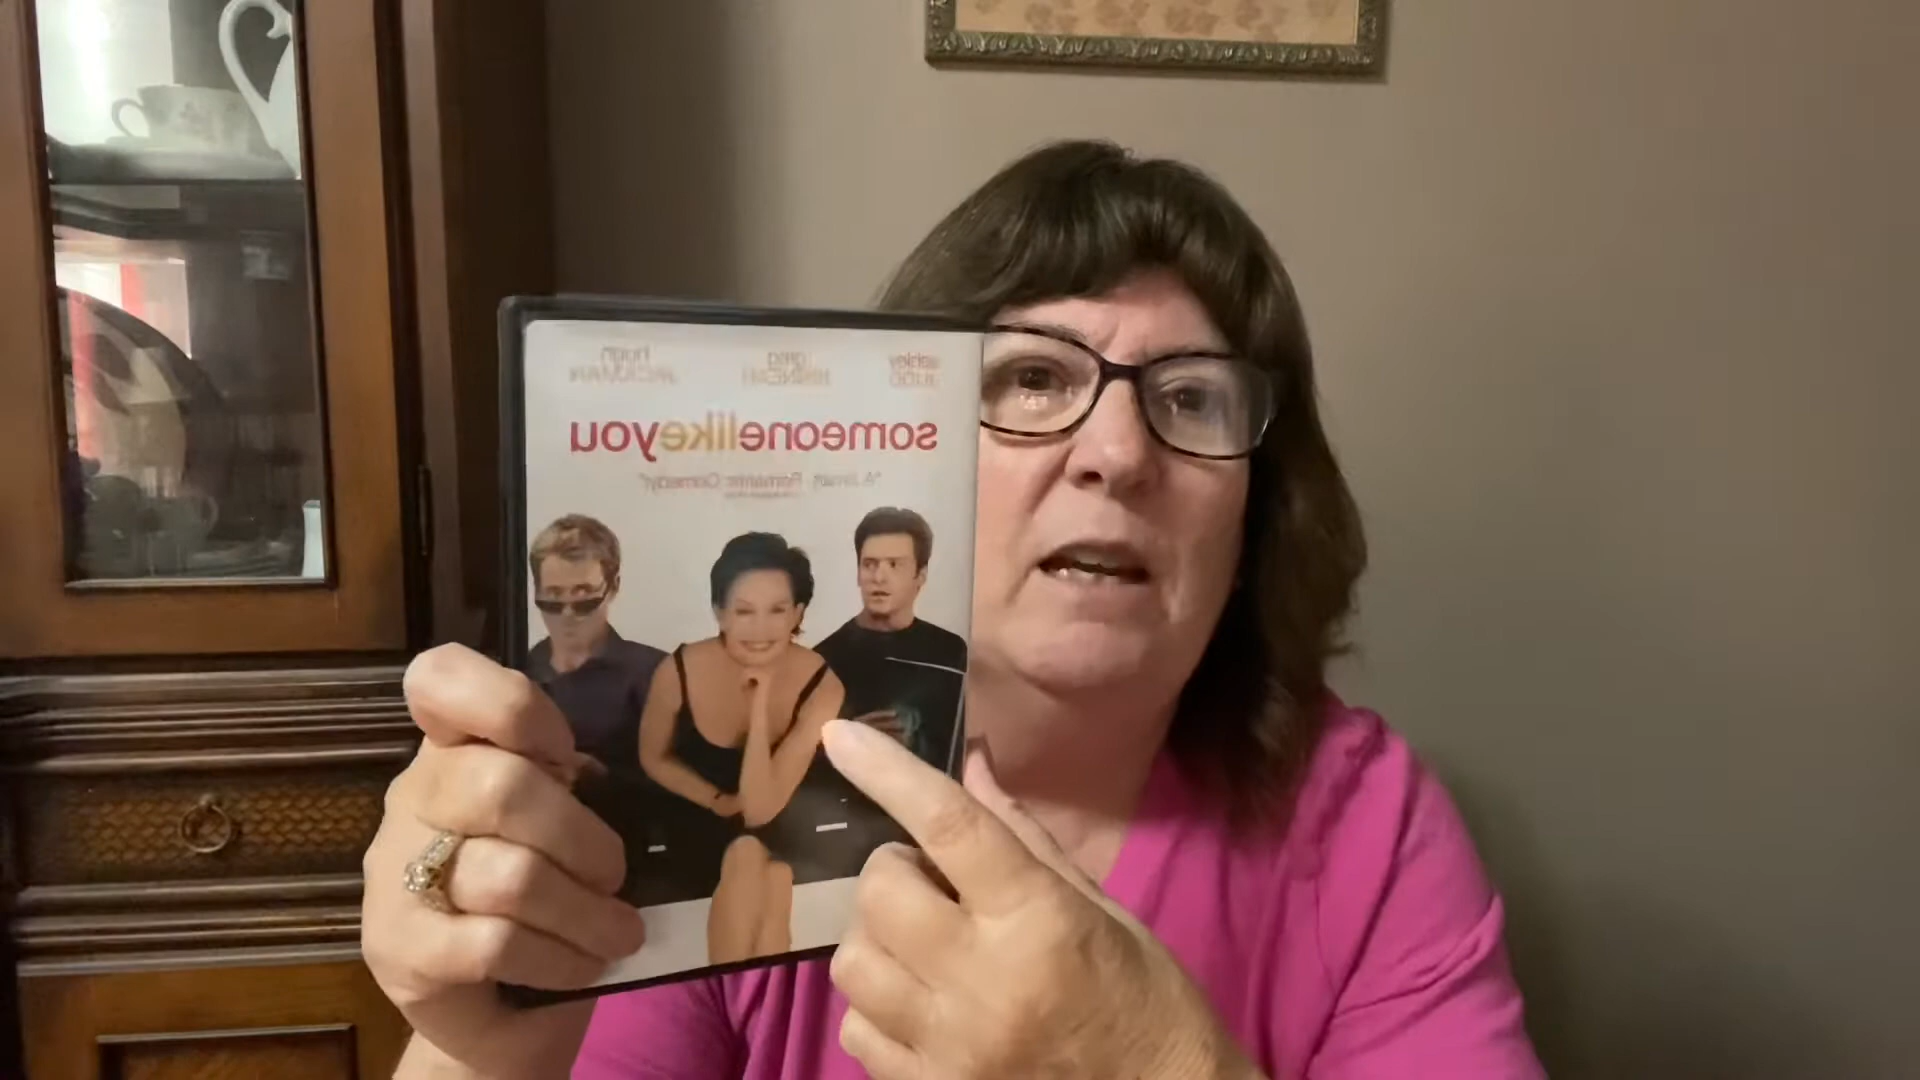 ashley JUDD
greg KINNEAR
hugh JACKMAN
someonelikeyou
"A Smart, Romantic Comedy!"